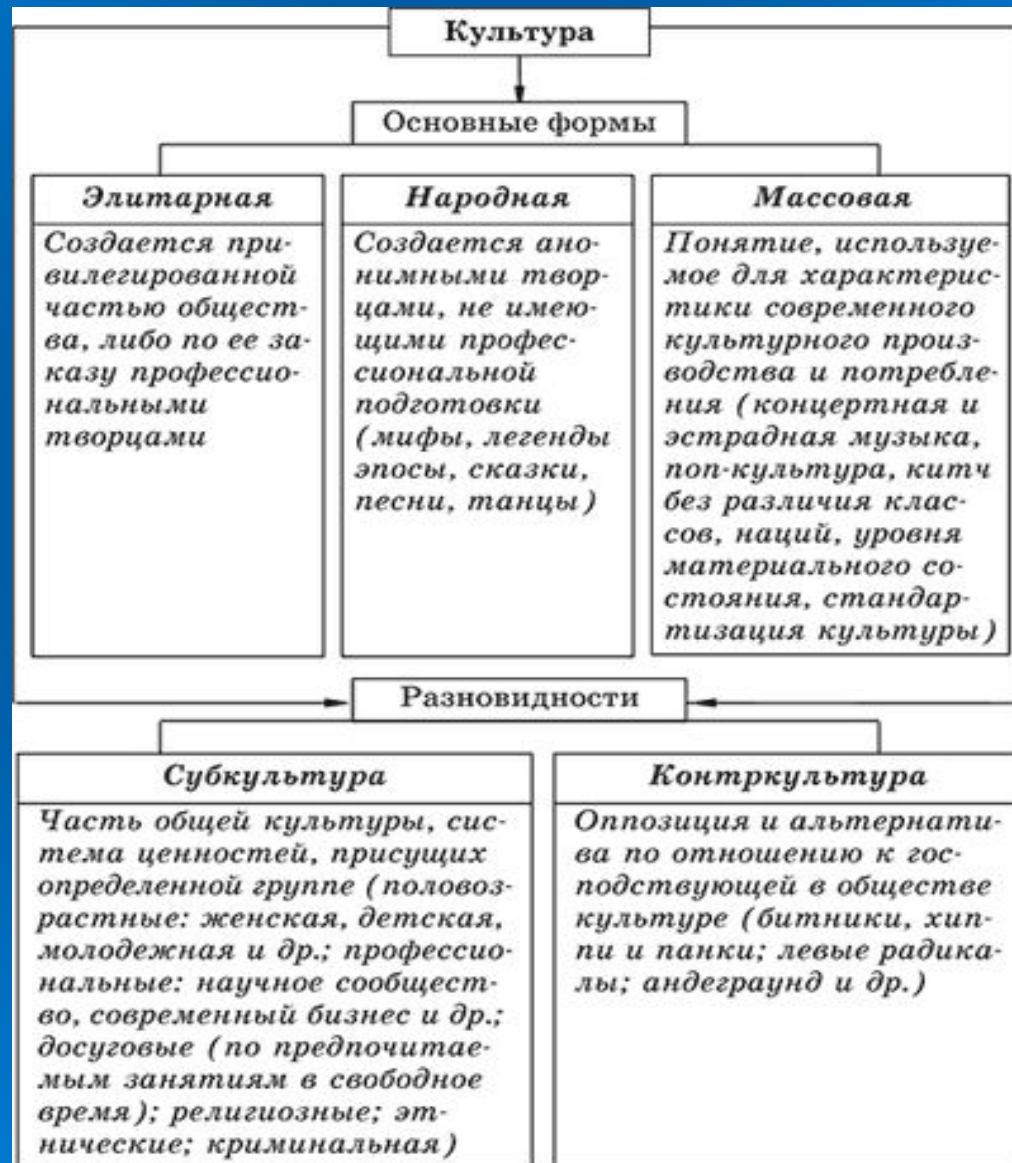 Культура
Основные формы
Элитарная
Создается при-
вилегированной
частью общест-
ва, либо по ее за-
казу профессио-
нальными
творцами
Народная
Создается ано-
нимными твор-
цами, не имею-
щими профес-
сиональной
подготовки
(мифы, легенды
эпосы, сказки,
песни, танцы)
Массовая
Понятие, используе-
мое для характерис-
тики современного
культурного произ-
водства и потребле-
ния (концертная и
эстрадная музыка,
поп-культура, китч
без различия клас-
сов, наций, уровня
материального со-
стояния, стандар-
тизация культуры)
Разновидности
Субкультура
Часть общей культуры, сис-
тема ценностей, присущих
определенной группе (половоз-
растные: женская, детская,
молодежная и др.; профессио-
нальные: научное сообщест-
во, современный бизнес и др.;
досуговые (по предпочитае-
мым занятиям в свободное
время); религиозные; эт-
нические; криминальная)
Контркультура
Оппозиция и альтернати-
ва по отношению к гос-
подствующей в обществе
культуре (битники, хип-
пи и панки; левые радика-
лы; андеграунд и др.)